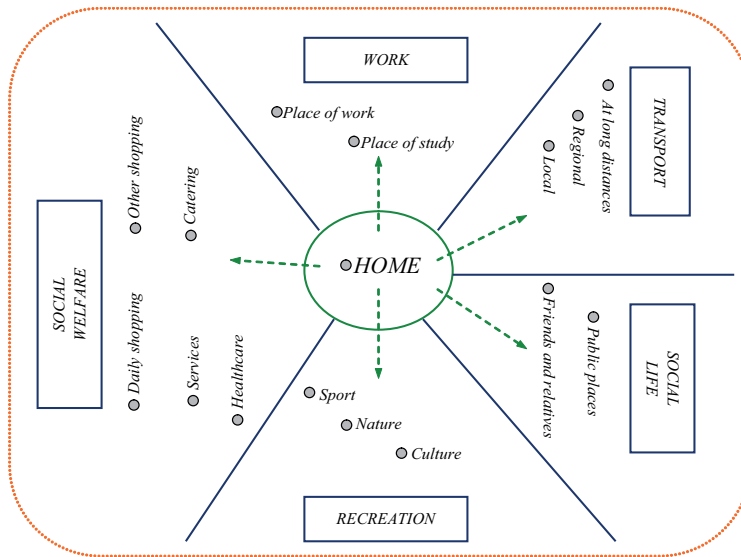 WORK
Place of work
Place of study
TRANSPORT
At long distances
Regional
Local
Other shopping
Catering
SOCIAL
WELFARE
HOME
Daily shopping
Services
Healthcare
Friends and relatives
Public places
SOCIAL
LIFE
Sport
Nature
Culture
RECREATION